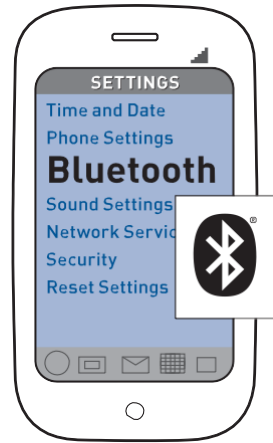 SETTINGS
Time and Date
Phone Settings
Bluetooth
Sound Settings
®
Network Servic
Security
Reset Settings